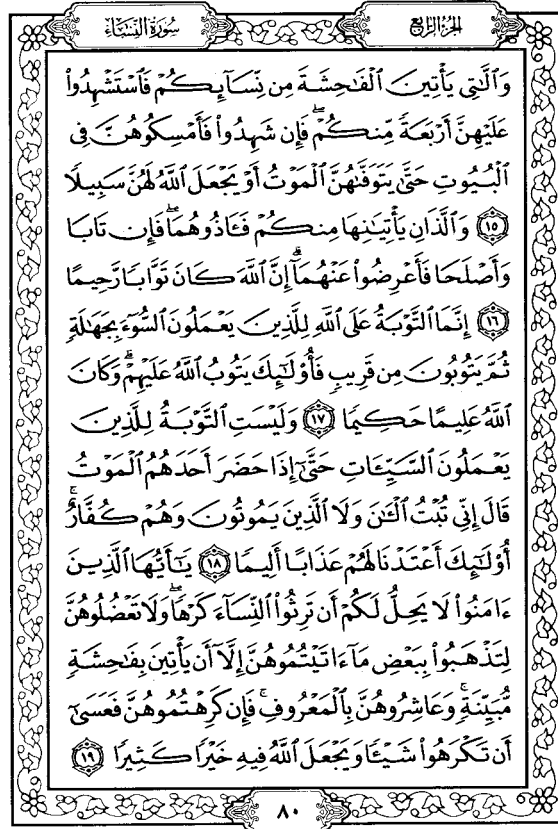 سُورَةُ النِّسَاءِ
الجُزءُ الرَّابِعُ
وَٱلَّٰتِى يَأْتِينَ ٱلْفَٰحِشَةَ مِن نِّسَآئِكُمْ فَٱسْتَشْهِدُوا۟
عَلَيْهِنَّ أَرْبَعَةً مِّنكُمْ ۖ فَإِن شَهِدُوا۟ فَأَمْسِكُوهُنَّ فِى
ٱلْبُيُوتِ حَتَّىٰ يَتَوَفَّىٰهُنَّ ٱلْمَوْتُ أَوْ يَجْعَلَ ٱللَّهُ لَهُنَّ سَبِيلًا
١٥ وَٱلَّذَانِ يَأْتِيَٰنِهَا مِنكُمْ فَـَٔاذُوهُمَا ۖ فَإِن تَابَا
وَأَصْلَحَا فَأَعْرِضُوا۟ عَنْهُمَآ ۗ إِنَّ ٱللَّهَ كَانَ تَوَّابًا رَّحِيمًا
١٦ إِنَّمَا ٱلتَّوْبَةُ عَلَى ٱللَّهِ لِلَّذِينَ يَعْمَلُونَ ٱلسُّوٓءَ بِجَهَٰلَةٍ
ثُمَّ يَتُوبُونَ مِن قَرِيبٍ فَأُو۟لَٰٓئِكَ يَتُوبُ ٱللَّهُ عَلَيْهِمْ ۗ وَكَانَ
ٱللَّهُ عَلِيمًا حَكِيمًا ١٧ وَلَيْسَتِ ٱلتَّوْبَةُ لِلَّذِينَ
يَعْمَلُونَ ٱلسَّيِّـَٔاتِ حَتَّىٰٓ إِذَا حَضَرَ أَحَدَهُمُ ٱلْمَوْتُ
قَالَ إِنِّى تُبْتُ ٱلْـَٰٔنَ وَلَا ٱلَّذِينَ يَمُوتُونَ وَهُمْ كُفَّارٌ ۚ
أُو۟لَٰٓئِكَ أَعْتَدْنَا لَهُمْ عَذَابًا أَلِيمًا ١٨ يَٰٓأَيُّهَا ٱلَّذِينَ
ءَامَنُوا۟ لَا يَحِلُّ لَكُمْ أَن تَرِثُوا۟ ٱلنِّسَآءَ كَرْهًا ۖ وَلَا تَعْضُلُوهُنَّ
لِتَذْهَبُوا۟ بِبَعْضِ مَآ ءَاتَيْتُمُوهُنَّ إِلَّآ أَن يَأْتِينَ بِفَٰحِشَةٍ
مُّبَيِّنَةٍ ۚ وَعَاشِرُوهُنَّ بِٱلْمَعْرُوفِ ۚ فَإِن كَرِهْتُمُوهُنَّ فَعَسَىٰٓ
أَن تَكْرَهُوا۟ شَيْـًٔا وَيَجْعَلَ ٱللَّهُ فِيهِ خَيْرًا كَثِيرًا ١٩
٨٠